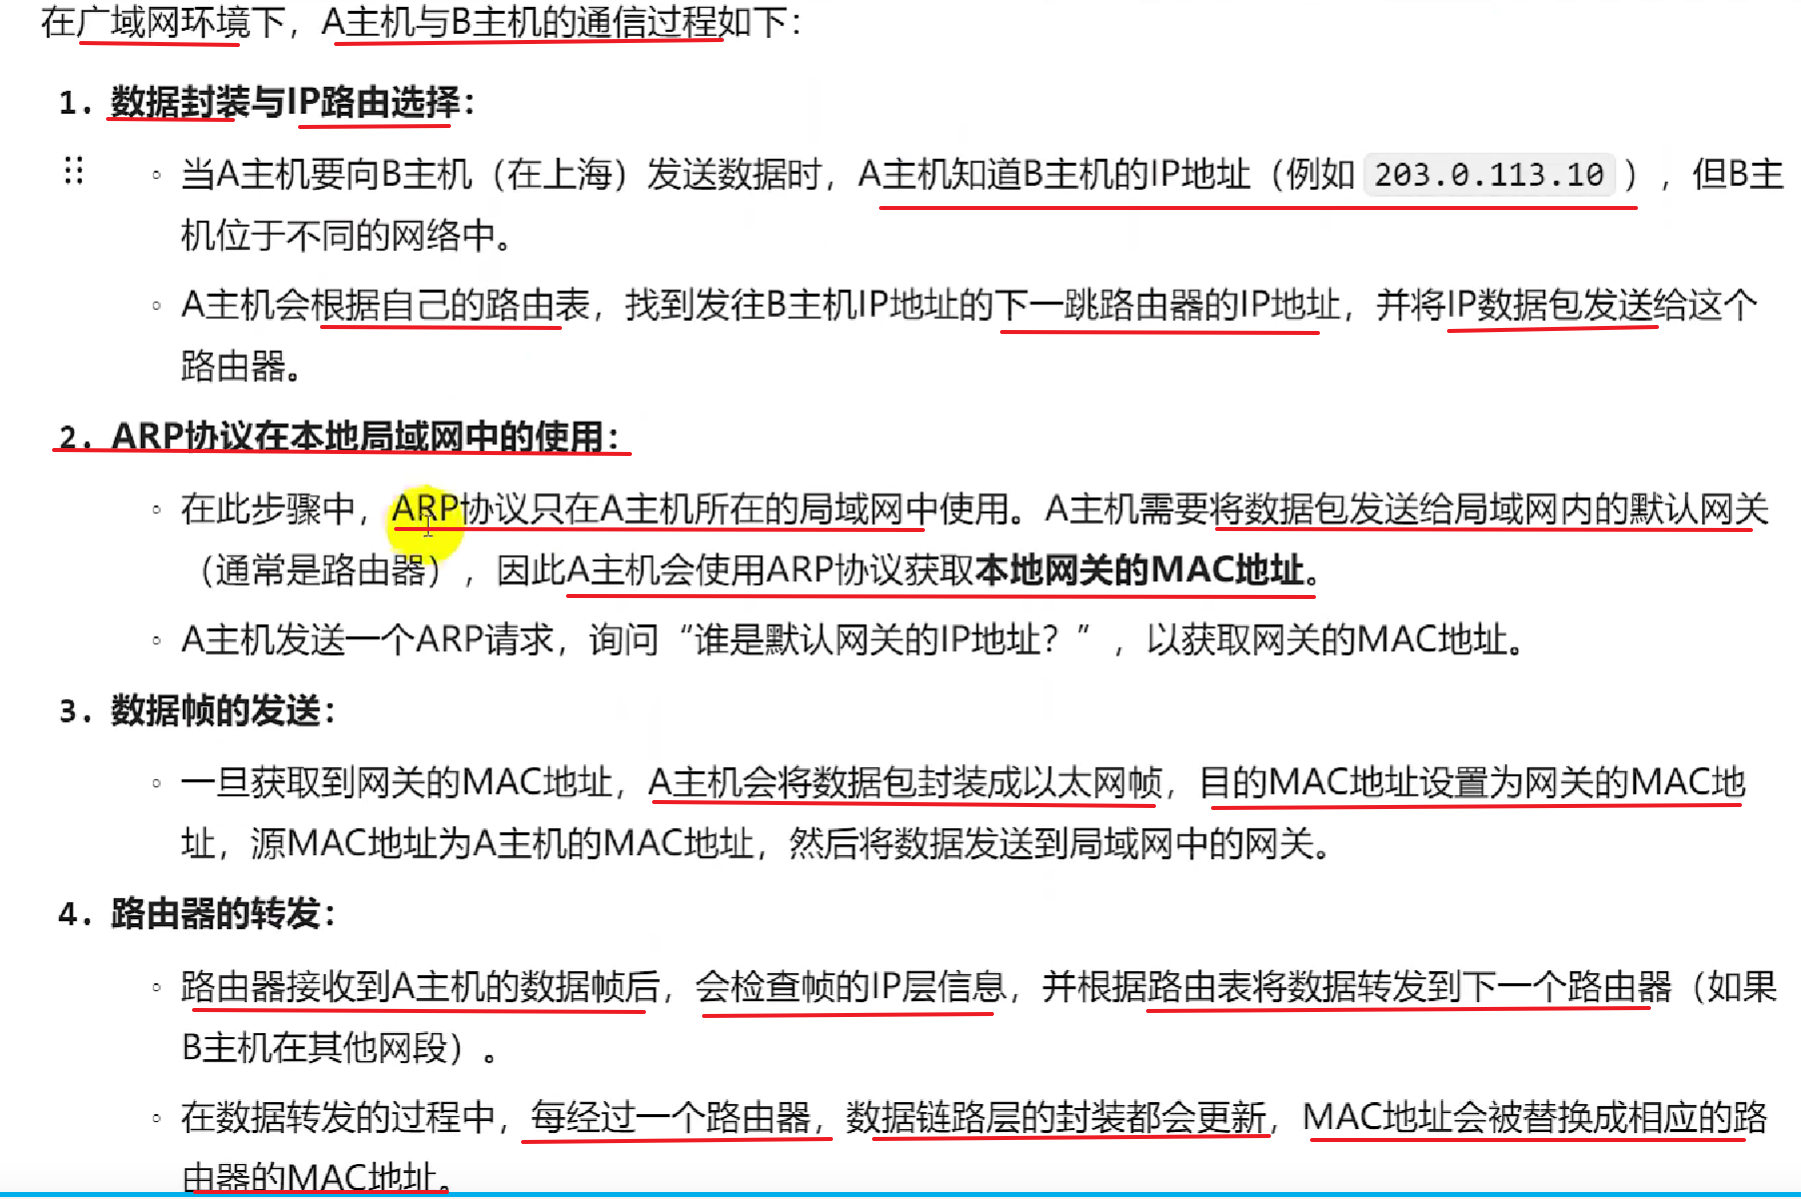 在广域网环境下，A主机与B主机的通信过程如下：
1. 数据封装与IP路由选择：
◦ 当A主机要向B主机（在上海）发送数据时，A主机知道B主机的IP地址（例如 203.0.113.10 ），但B主
机位于不同的网络中。
◦ A主机会根据自己的路由表，找到发往B主机IP地址的下一跳路由器的IP地址，并将IP数据包发送给这个
路由器。
2. ARP协议在本地局域网中的使用：
◦ 在此步骤中，ARP协议只在A主机所在的局域网中使用。A主机需要将数据包发送给局域网内的默认网关
（通常是路由器），因此A主机会使用ARP协议获取本地网关的MAC地址。
◦ A主机发送一个ARP请求，询问“谁是默认网关的IP地址？”，以获取网关的MAC地址。
3. 数据帧的发送：
◦ 一旦获取到网关的MAC地址，A主机会将数据包封装成以太网帧，目的MAC地址设置为网关的MAC地
址，源MAC地址为A主机的MAC地址，然后将数据发送到局域网中的网关。
4. 路由器的转发：
◦ 路由器接收到A主机的数据帧后，会检查帧的IP层信息，并根据路由表将数据转发到下一个路由器（如果
B主机在其他网段）。
◦ 在数据转发的过程中，每经过一个路由器，数据链路层的封装都会更新，MAC地址会被替换成相应的路
由器的MAC地址。